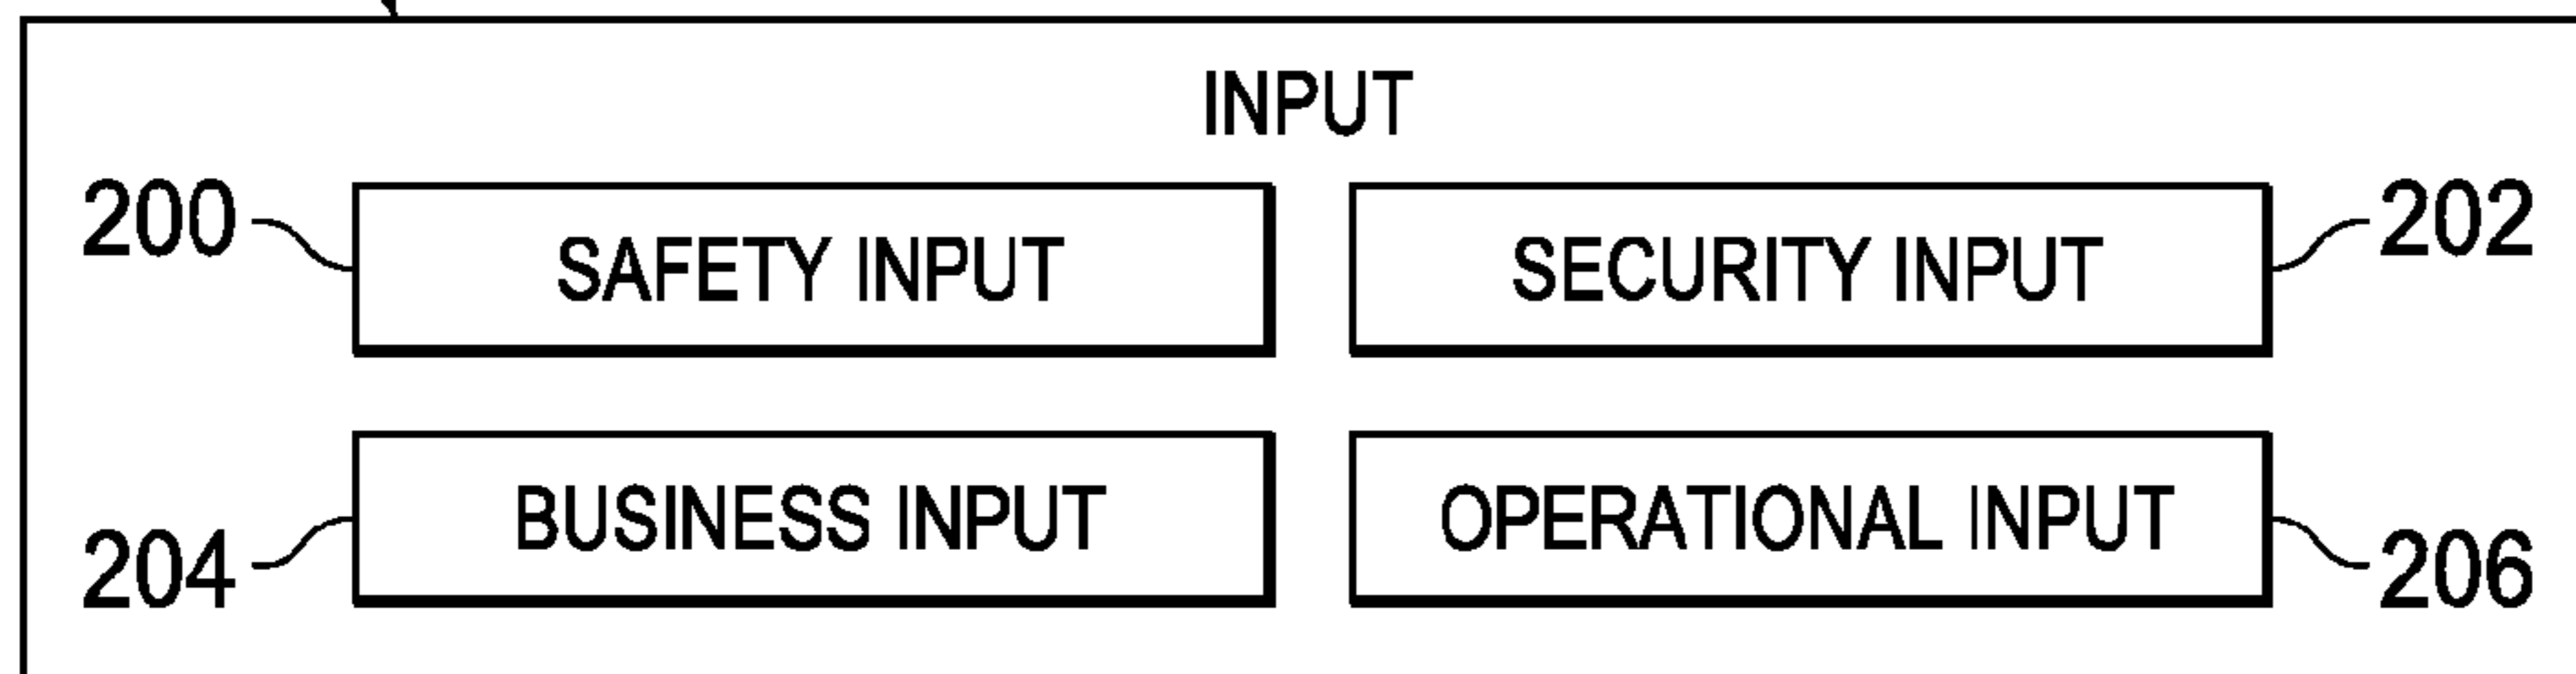 INPUT
200 SAFETY INPUT SECURITY INPUT 202
204 BUSINESS INPUT OPERATIONAL INPUT 206